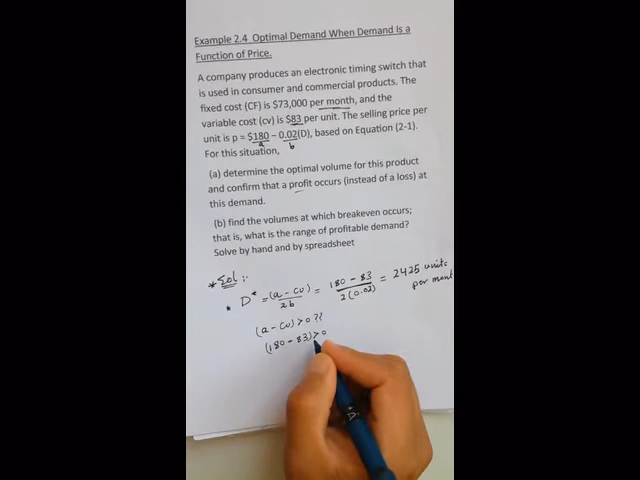 Example 2.4 Optimal Demand When Demand Is a
Function of Price.
A company produces an electronic timing switch that
is used in consumer and commercial products. The
fixed cost (CF) is $73,000 per month, and the
variable cost (cv) is $83 per unit. The selling price per
unit is p = $180 – 0.02(D), based on Equation (2-1).
a b
For this situation,
(a) determine the optimal volume for this product
and confirm that a profit occurs (instead of a loss) at
this demand.
(b) find the volumes at which breakeven occurs;
that is, what is the range of profitable demand?
Solve by hand and by spreadsheet
* Sol :-
* D* = (a - cv) / 2b = 180 - 83 / 2(0.02) = 2425 units
per mont
(a - cv) > 0 ??
(180 - 83) > 0